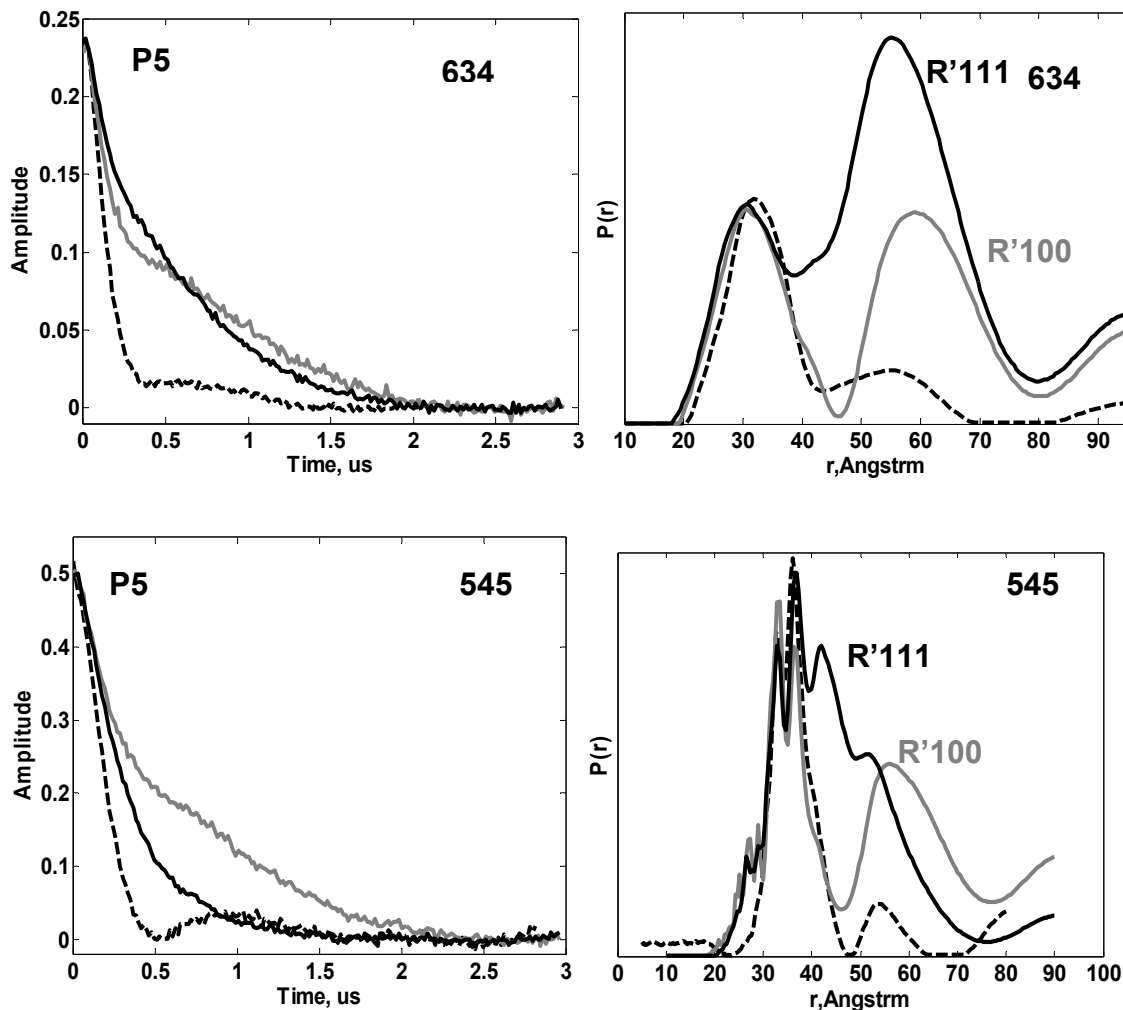 P5
634
Amplitude
0.25
0.2
0.15
0.1
0.05
0
0 0.5 1 1.5 2 2.5 3
Time, us
R'111 634
R'100
P(r)
10 20 30 40 50 60 70 80 90
r,Angstrm
P5
545
Amplitude
0.5
0.4
0.3
0.2
0.1
0
0 0.5 1 1.5 2 2.5 3
Time, us
545
R'111
R'100
P(r)
0 10 20 30 40 50 60 70 80 90 100
r,Angstrm